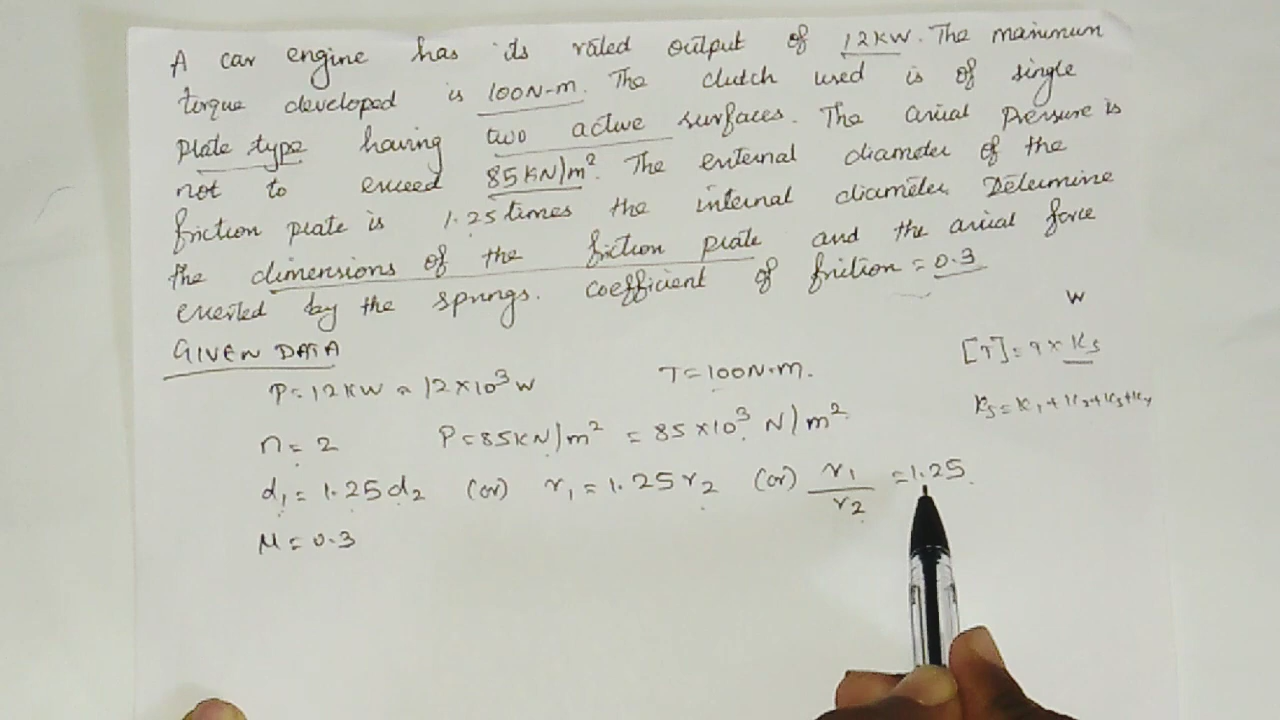 A car engine has its rated output of 12KW. The maximum
torque developed is 100N-m. The clutch used is of single
plate type having two active surfaces. The axial Pressure is
not to exceed 85KN/m². The external diameter of the
friction plate is 1.25 times the internal diameter. Determine
the dimensions of the friction plate and the axial force
exerted by the springs. coefficient of friction = 0.3
GIVEN DATA
W
P = 12KW = 12×10³W T=100N.m.
[T] = 9 × Ks
n = 2 P=85KN/m² = 85×10³ N/m²
Ks = K1 + K2 + K3 + K4
d1 = 1.25d2 (or) r1 = 1.25r2 (or) r1/r2 = 1.25
μ = 0.3